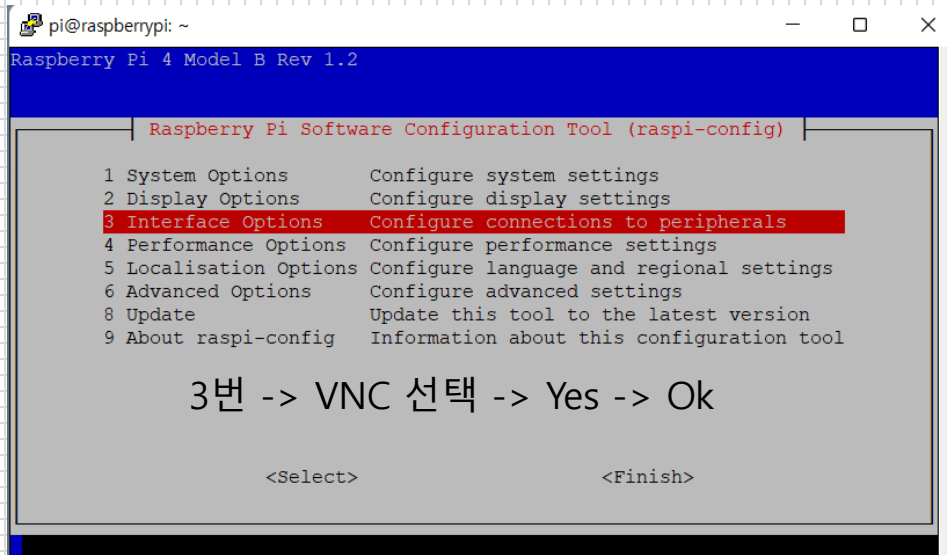 pi@raspberrypi: ~
Raspberry Pi 4 Model B Rev 1.2
Raspberry Pi Software Configuration Tool (raspi-config)
1 System Options Configure system settings
2 Display Options Configure display settings
3 Interface Options Configure connections to peripherals
4 Performance Options Configure performance settings
5 Localisation Options Configure language and regional settings
6 Advanced Options Configure advanced settings
8 Update Update this tool to the latest version
9 About raspi-config Information about this configuration tool
3번 -> VNC 선택 -> Yes -> Ok
<Select> <Finish>